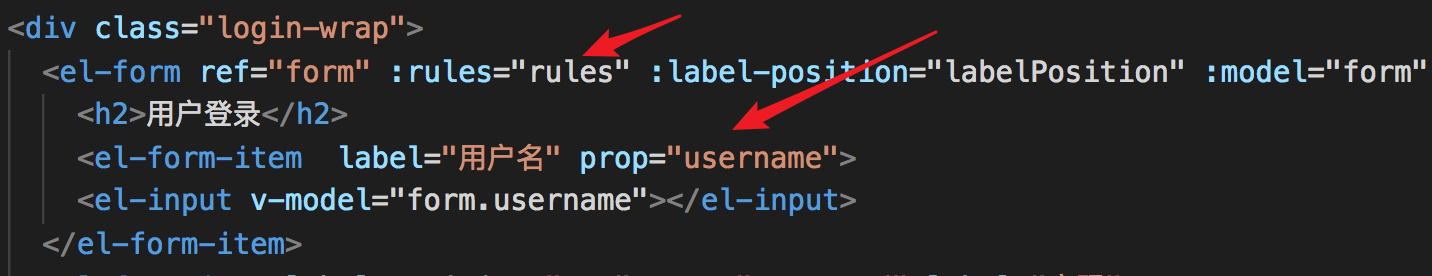 <div class="login-wrap">
<el-form ref="form" :rules="rules" :label-position="labelPosition" :model="form"
<h2>用户登录</h2>
<el-form-item  label="用户名" prop="username">
<el-input v-model="form.username"></el-input>
</el-form-item>